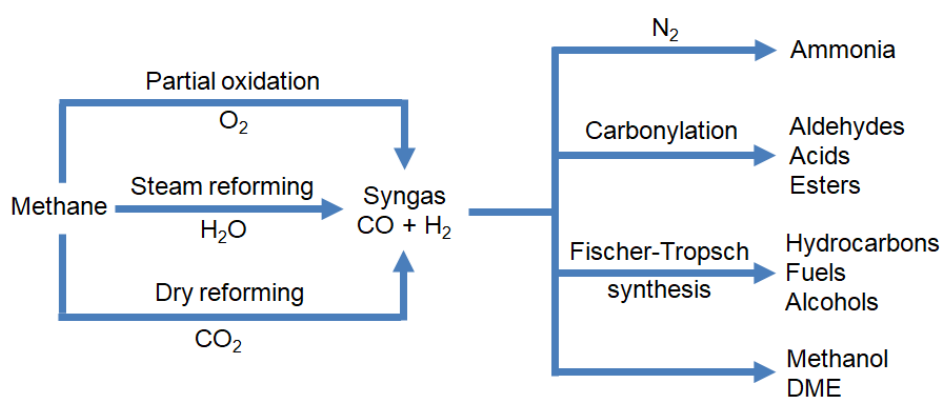 Partial oxidation
O₂
Methane
Steam reforming
H₂O
Dry reforming
CO₂
Syngas
CO + H₂
N₂
Ammonia
Carbonylation
Aldehydes
Acids
Esters
Fischer-Tropsch
synthesis
Hydrocarbons
Fuels
Alcohols
Methanol
DME